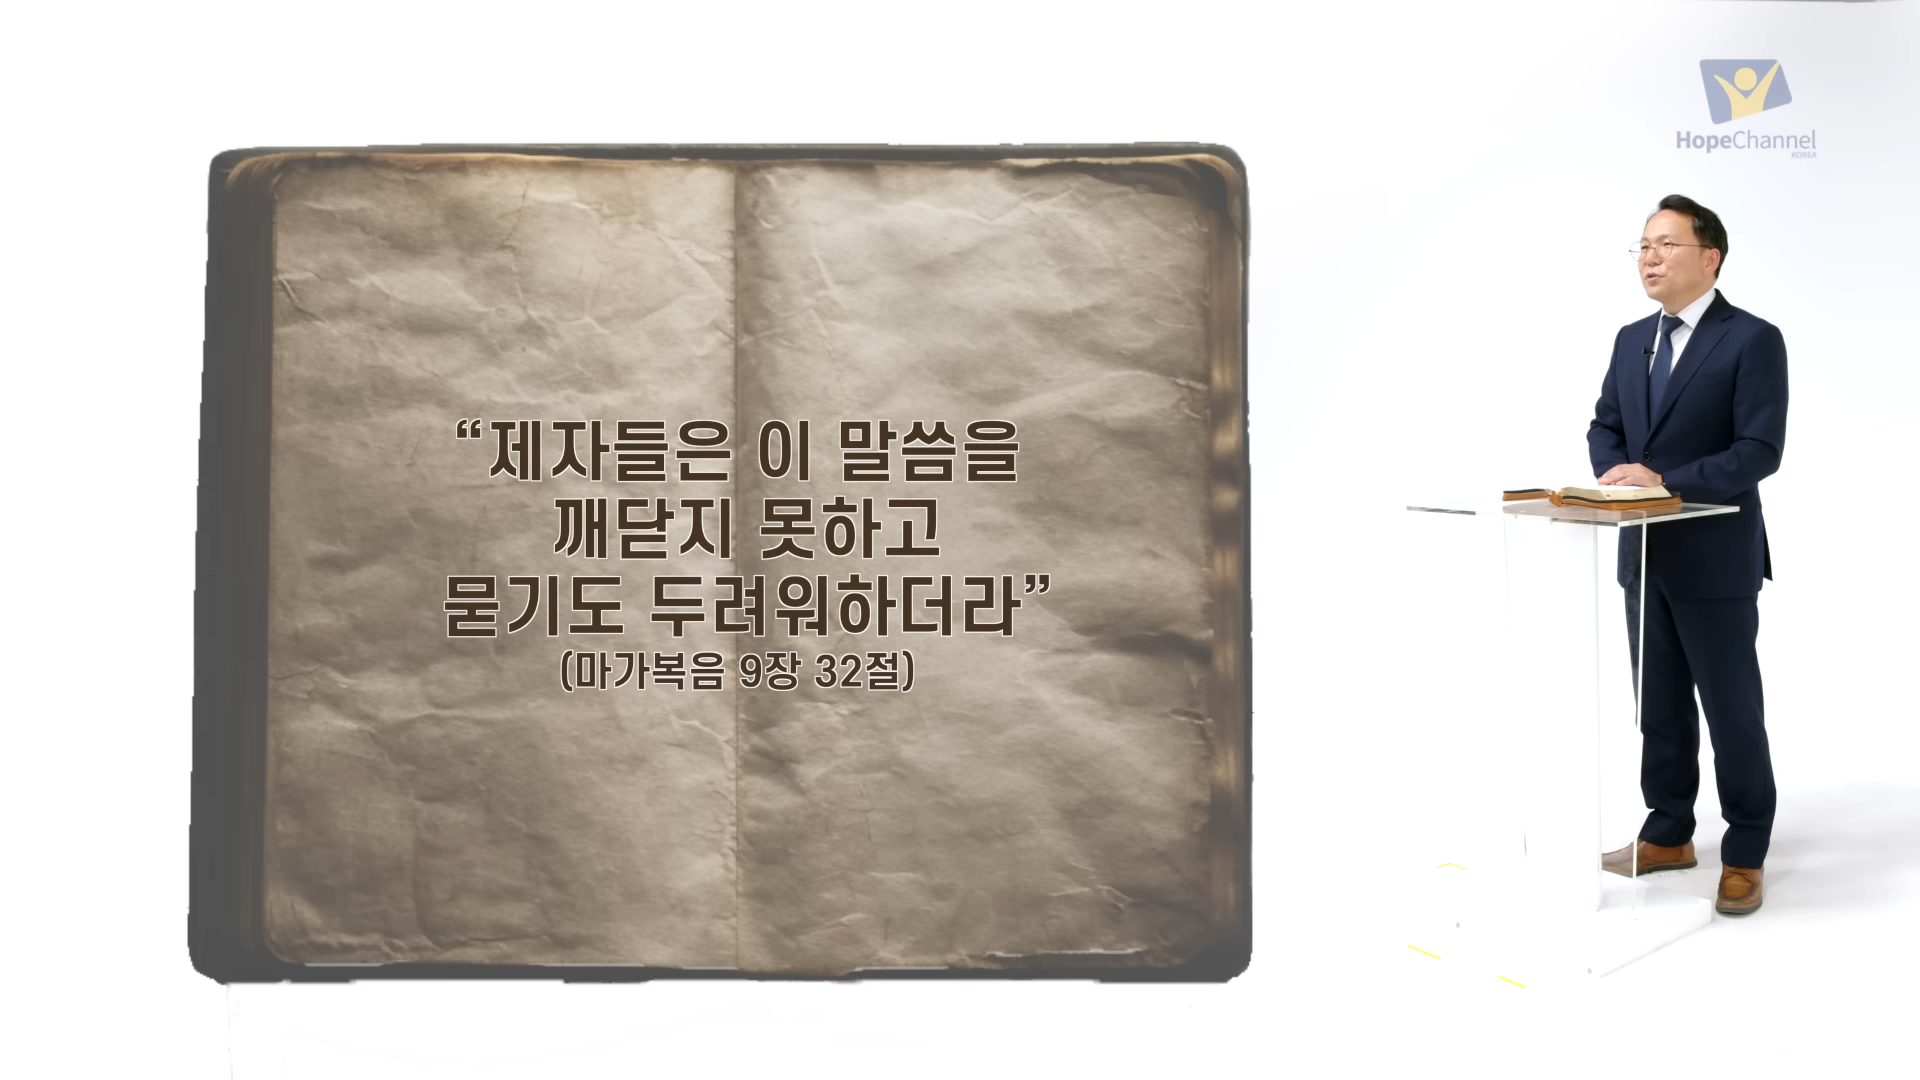 HopeChannel
KOREA
“제자들은 이 말씀을
깨닫지 못하고
묻기도 두려워하더라”
(마가복음 9장 32절)